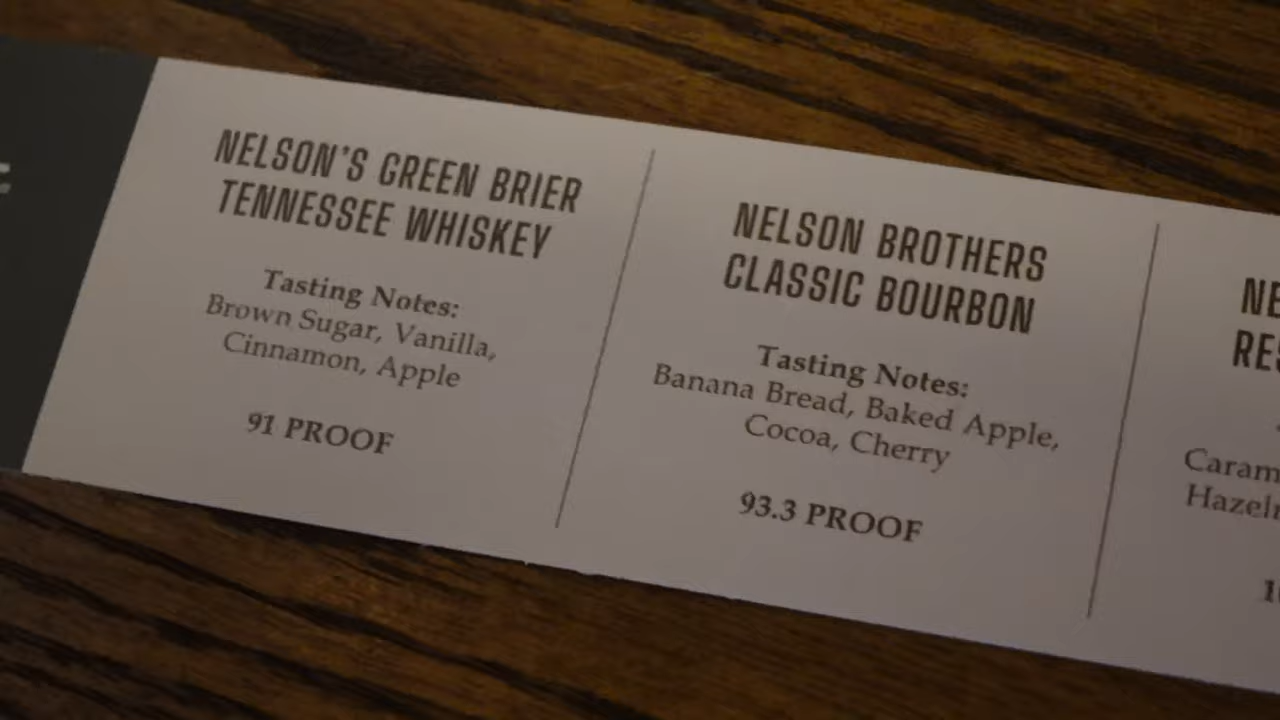 NELSON'S GREEN BRIER
TENNESSEE WHISKEY
Tasting Notes:
Brown Sugar, Vanilla,
Cinnamon, Apple
91 PROOF
NELSON BROTHERS
CLASSIC BOURBON
Tasting Notes:
Banana Bread, Baked Apple,
Cocoa, Cherry
93.3 PROOF